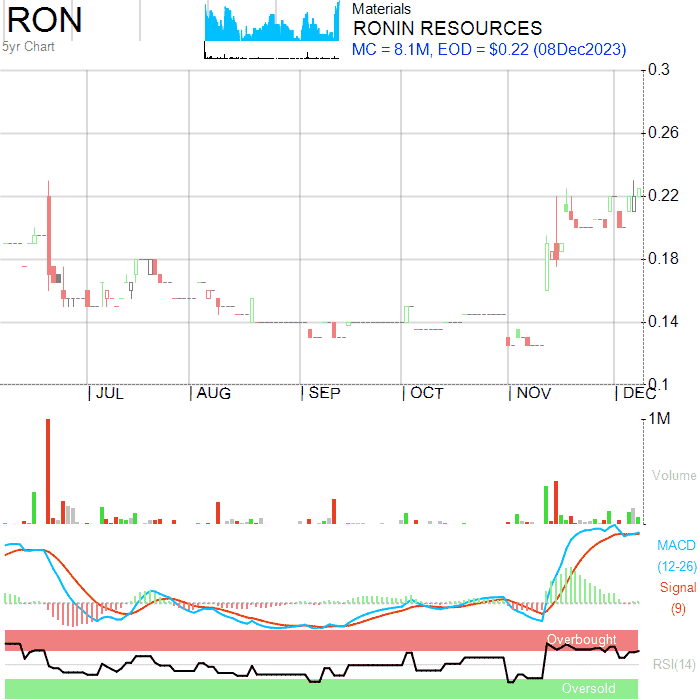 RON
5yr Chart
Materials
RONIN RESOURCES
MC = 8.1M, EOD = $0.22 (08Dec2023)
0.3
0.26
0.22
0.18
0.14
0.1
JUL AUG SEP OCT NOV DEC
1M
Volume
MACD
(12-26)
Signal
(9)
Overbought
RSI(14)
Oversold